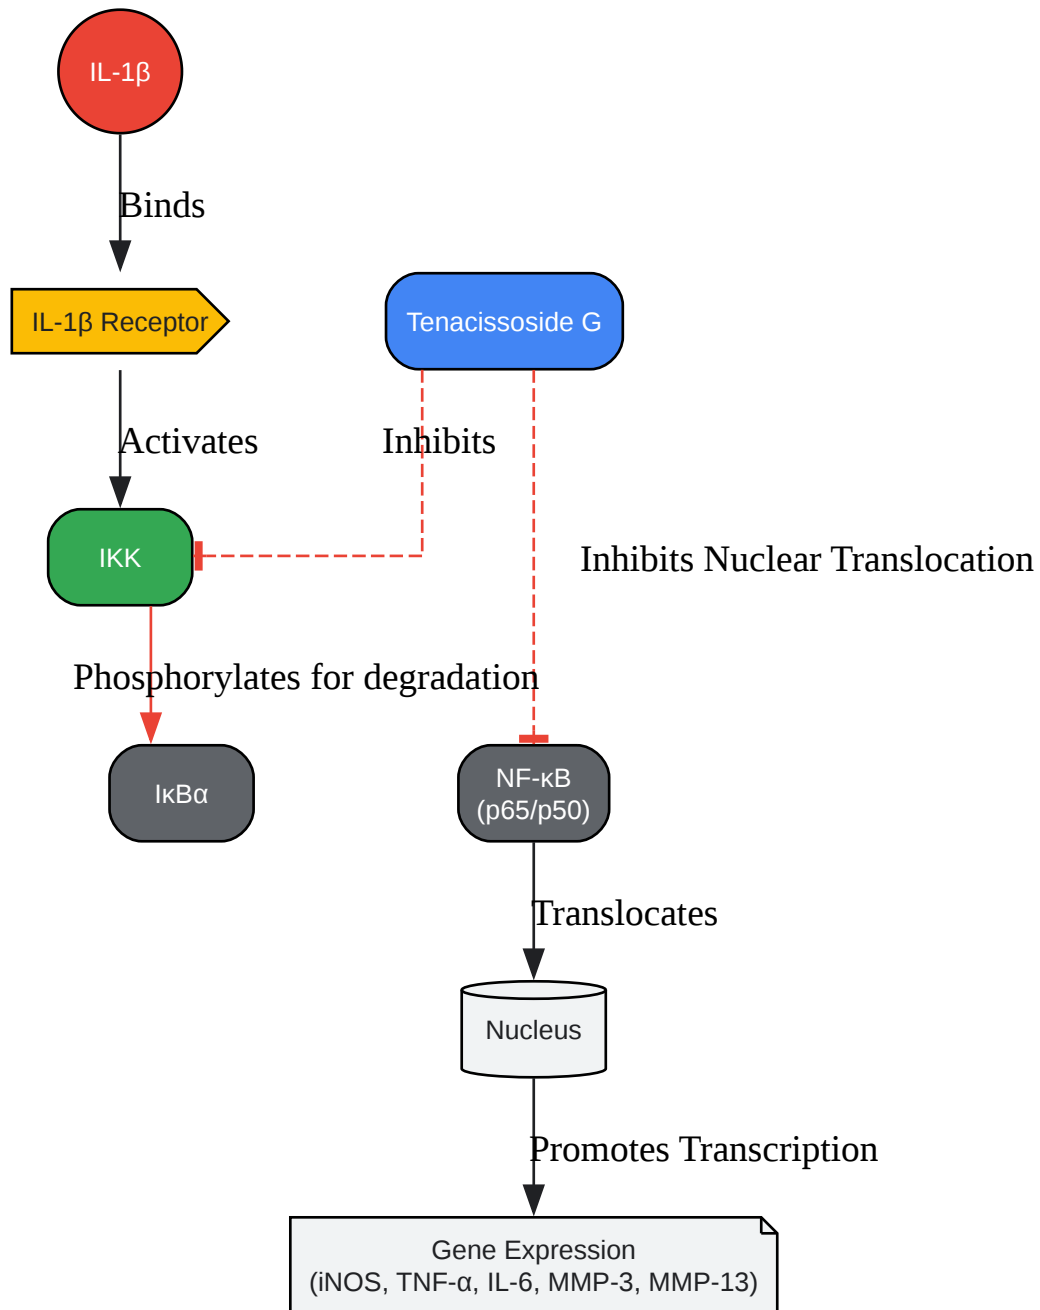 IL-1β
Binds
IL-1β Receptor
Tenacissoside G
Activates
Inhibits
IKK
Inhibits Nuclear Translocation
Phosphorylates for degradation
IκBα
NF-κB
(p65/p50)
Translocates
Nucleus
Promotes Transcription
Gene Expression
(iNOS, TNF-α, IL-6, MMP-3, MMP-13)